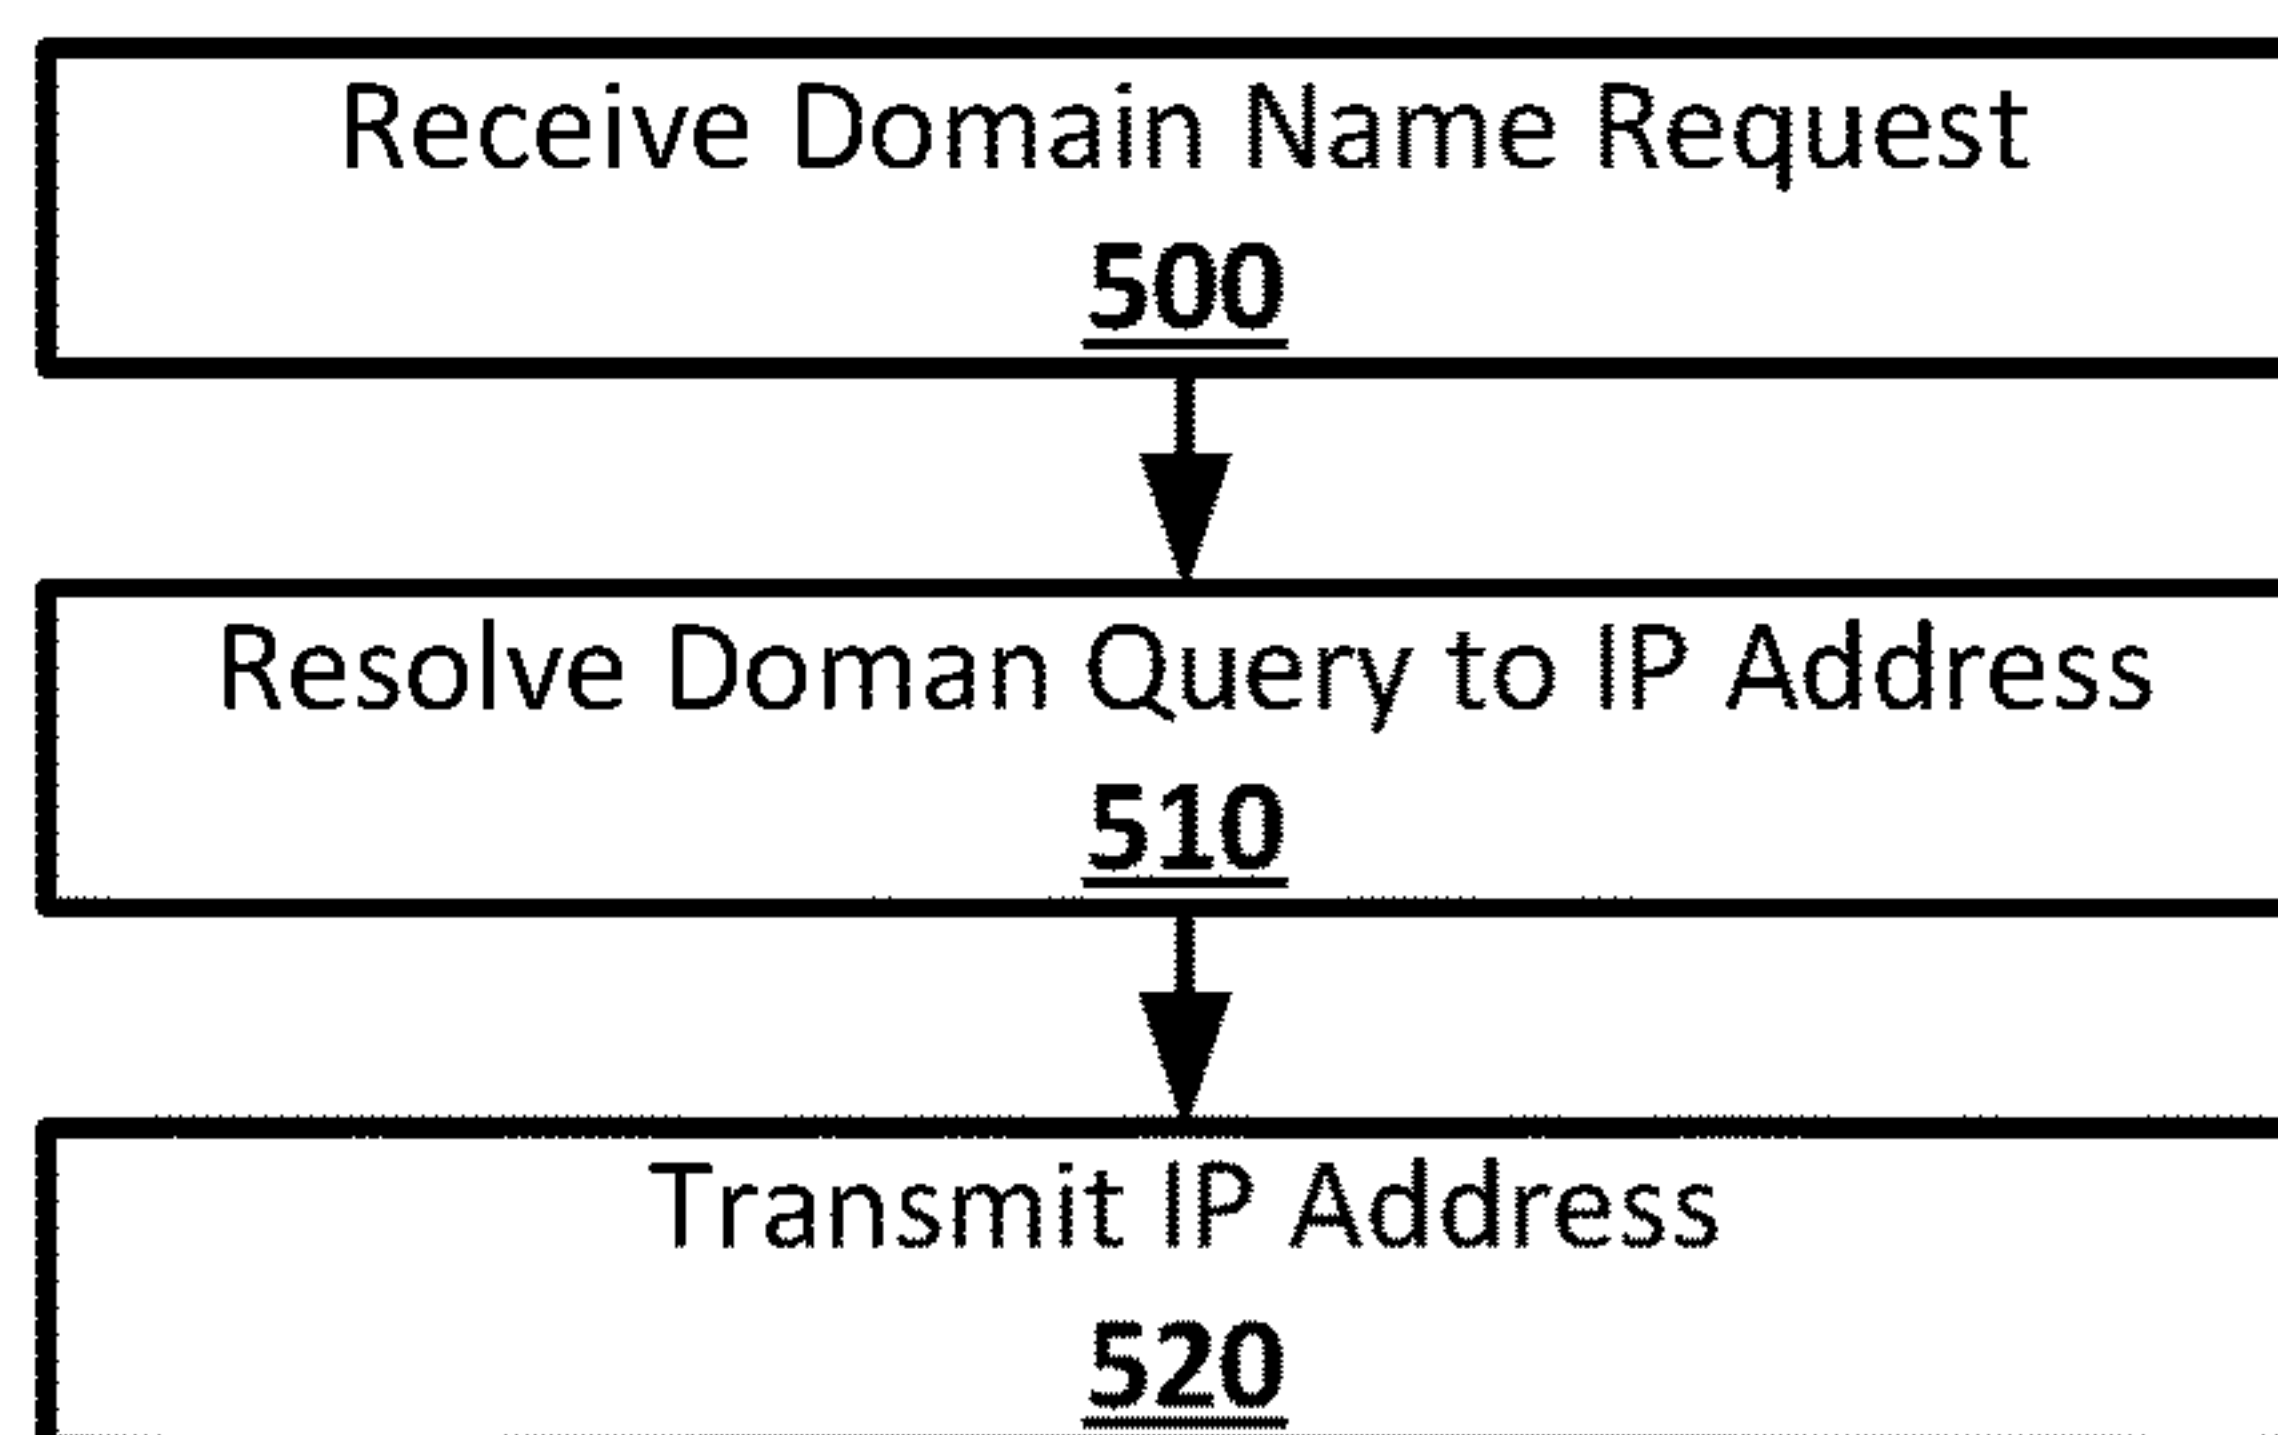 Receive Domain Name Request
500
Resolve Doman Query to IP Address
510
Transmit IP Address
520